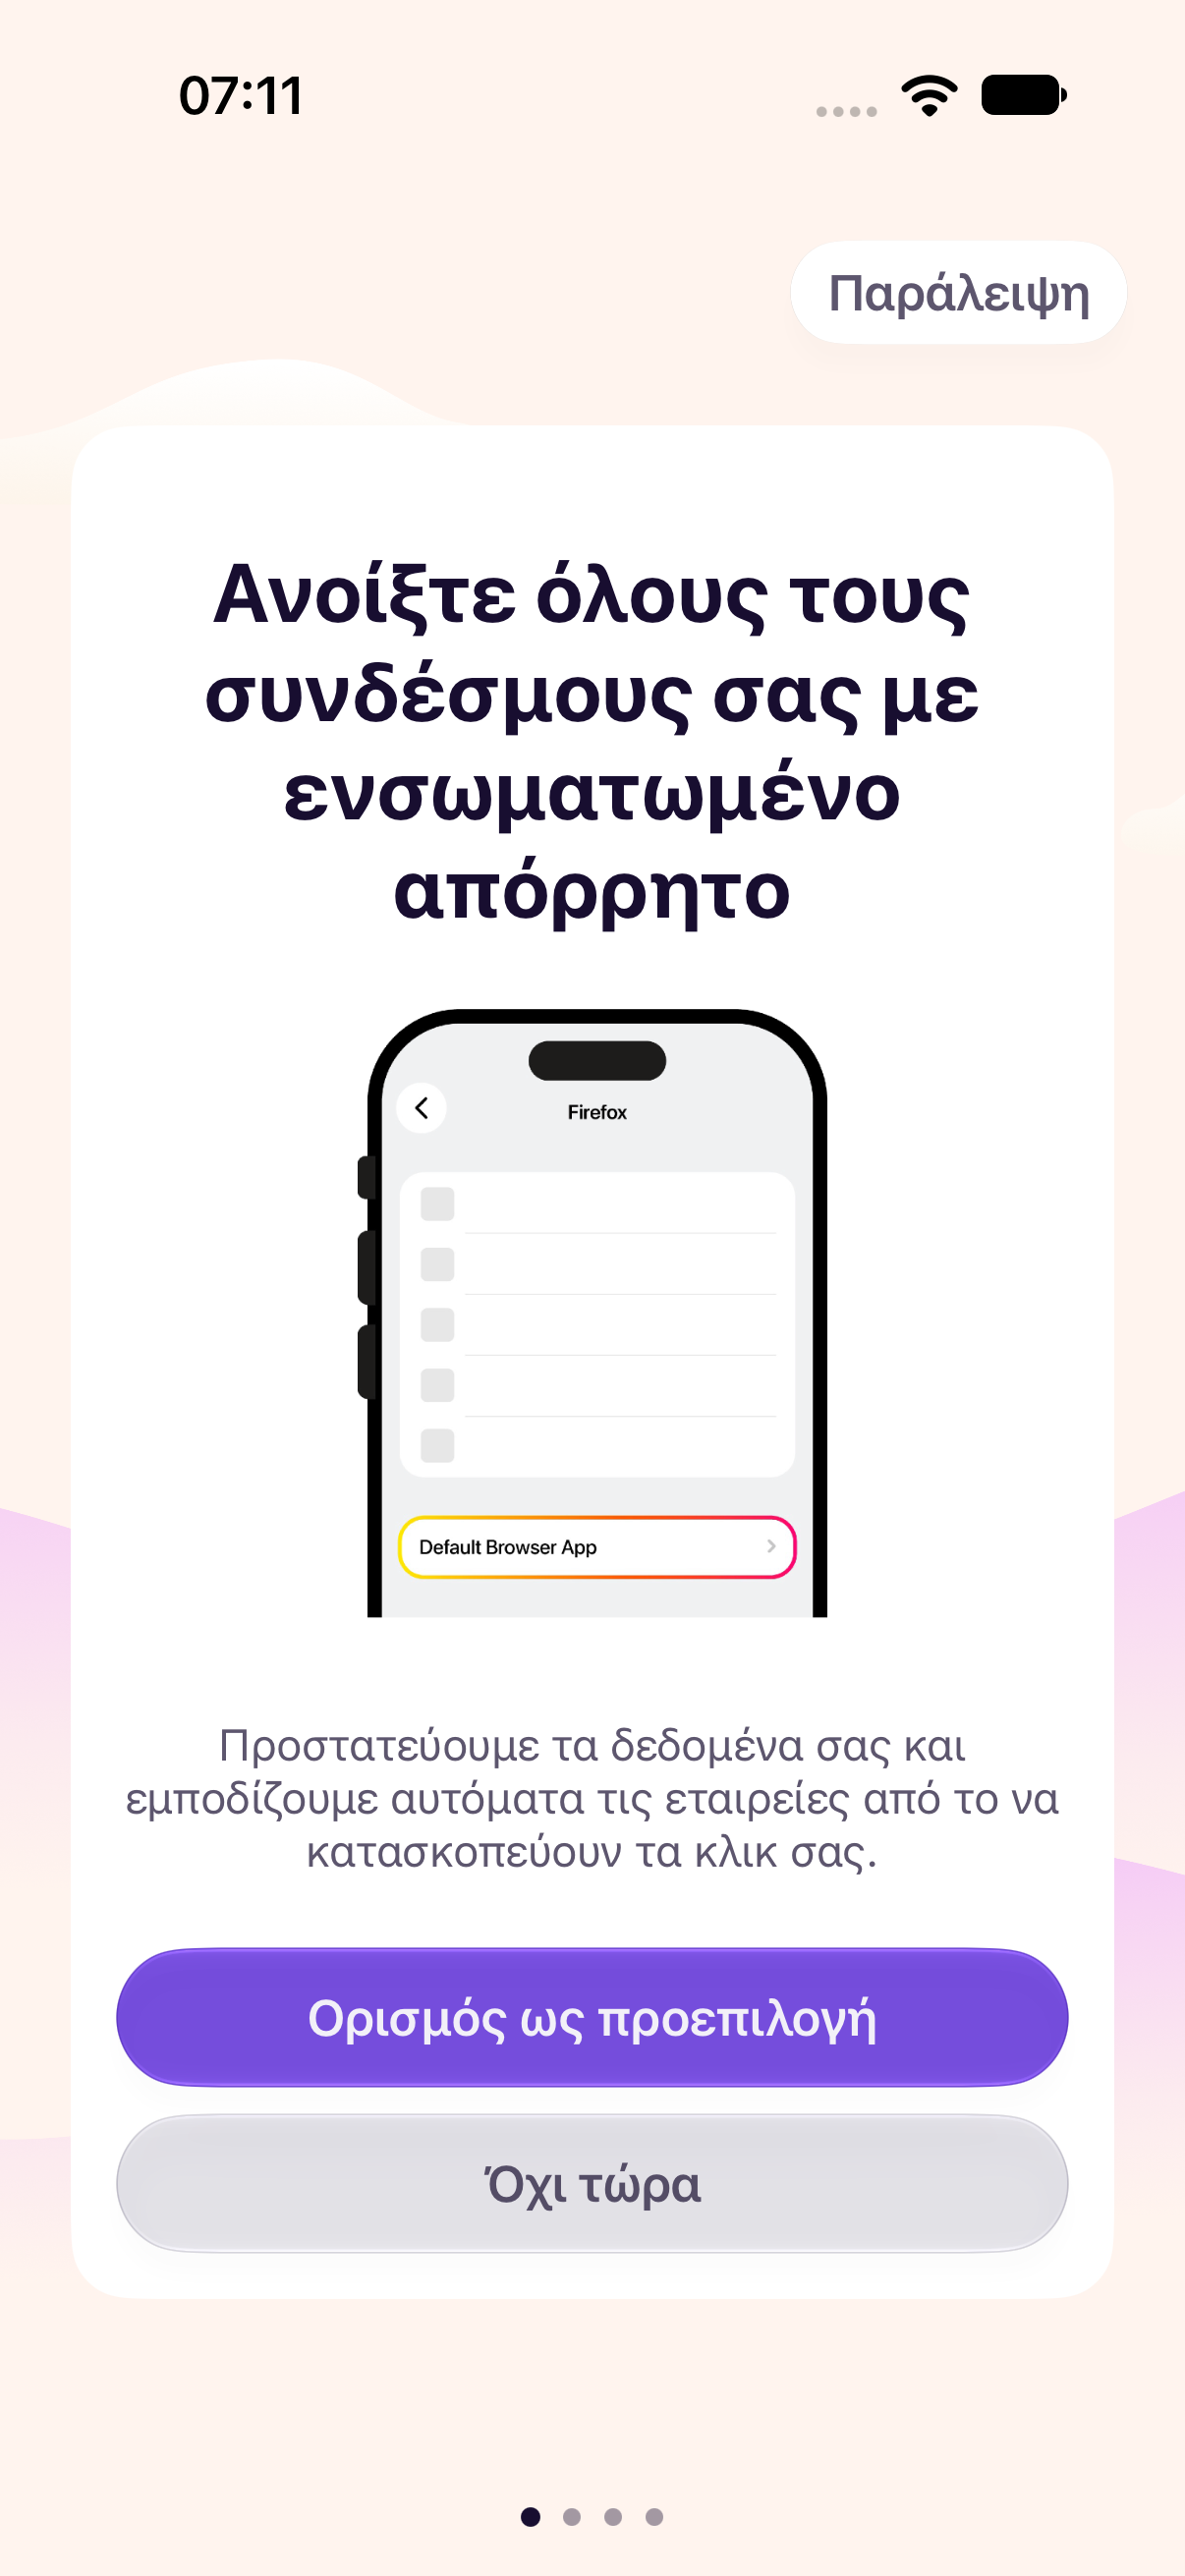 07:11
Παράλειψη
Ανοίξτε όλους τους
συνδέσμους σας με
ενσωματωμένο
απόρρητο
Firefox
Default Browser App
Προστατεύουμε τα δεδομένα σας και
εμποδίζουμε αυτόματα τις εταιρείες από το να
κατασκοπεύουν τα κλικ σας.
Ορισμός ως προεπιλογή
Όχι τώρα